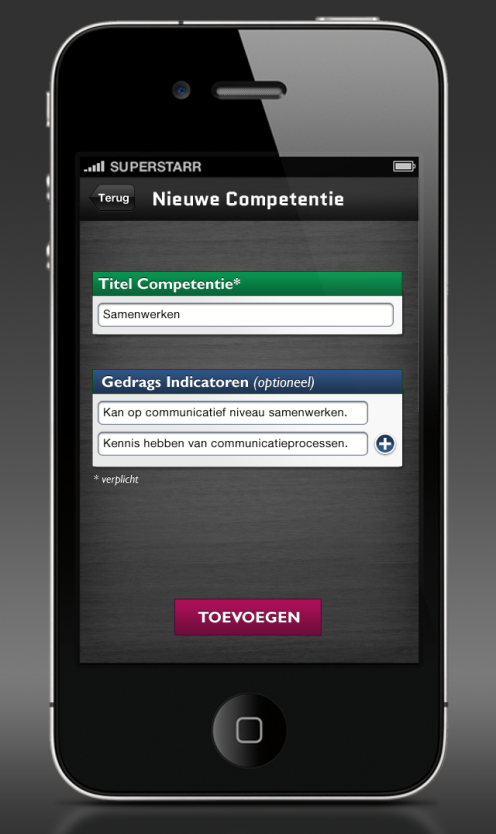 SUPERSTARR
Terug
Nieuwe Competentie
Titel Competentie*
Samenwerken
Gedrags Indicatoren (optioneel)
Kan op communicatief niveau samenwerken.
Kennis hebben van communicatieprocessen.
* verplicht
TOEVOEGEN